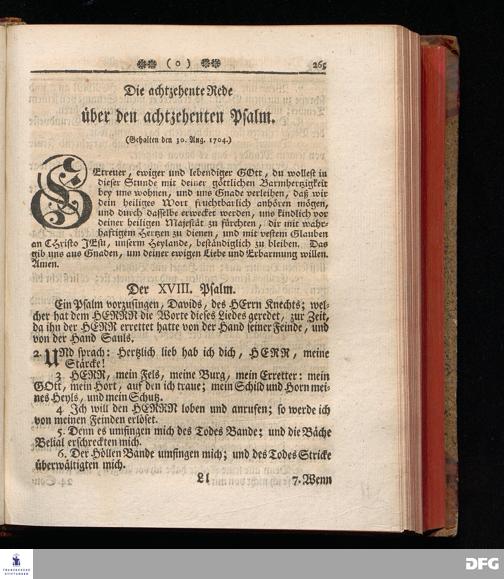 ( 0 ) 265
Die achtzehente Rede
über den achtzehenten Psalm.
(Gehalten den 30. Aug. 1704.)
GEtreuer, ewiger und lebendiger GOtt, du wollest in
dieser Stunde mit deiner göttlichen Barmhertzigkeit
bey uns wohnen, und uns Gnade verleihen, daß wir
dein heiliges Wort fruchtbarlich anhören mögen,
und durch dasselbe erwecket werden, uns kindlich vor
deiner heiligen Majestät zu fürchten, dir mit wahr-
hafftigem Hertzen zu dienen, und mit vestem Glauben
an CHristo JEsu, unserm Heylande, beständiglich zu bleiben. Das
gib uns aus Gnaden, um deiner ewigen Liebe und Erbarmung willen.
Amen.
Der XVIII. Psalm.
Ein Psalm vorzusingen, Davids, des HErrn Knechts; wel-
cher hat dem HERRN die Worte dieses Liedes geredet, zur Zeit,
da ihn der HERR errettet hatte von der Hand seiner Feinde, und
von der Hand Sauls.
2. UNd sprach: Hertzlich lieb hab ich dich, HERR, meine
Stärcke!
3. HERR, mein Fels, meine Burg, mein Erretter: mein
GOtt, mein Hort, auf den ich traue; mein Schild und Horn mei-
nes Heyls, und mein Schutz.
4. Ich will den HERRN loben und anrufen; so werde ich
von meinen Feinden erlöset.
5. Denn es umfingen mich des Todes Bande; und die Bäche
Belial erschreckten mich.
6. Der Höllen Bande umfingen mich; und des Todes Stricke
überwältigten mich.
Ll 7. Wenn
FRANCKESCHE
STIFTUNGEN
DFG